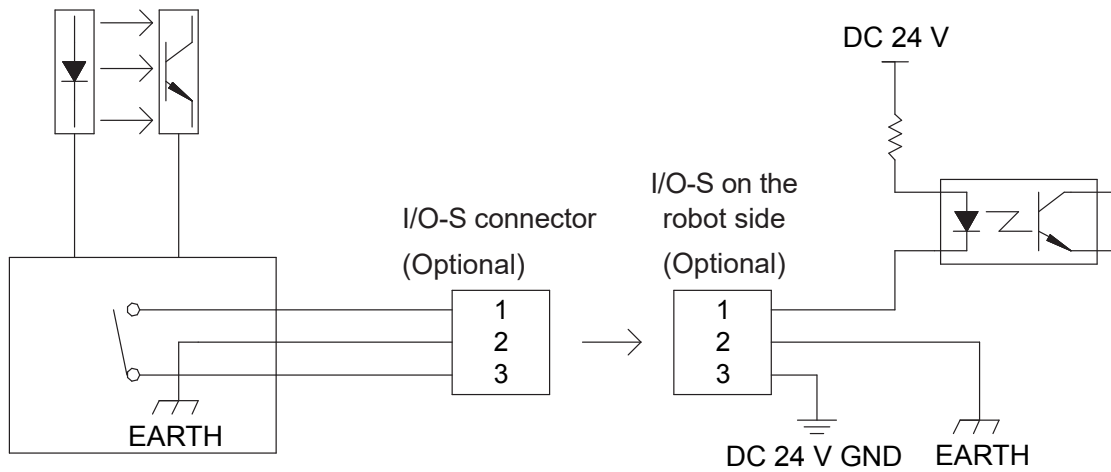 DC 24 V
I/O-S connector
(Optional)
I/O-S on the
robot side
(Optional)
1
2
3
1
2
3
EARTH
DC 24 V GND
EARTH